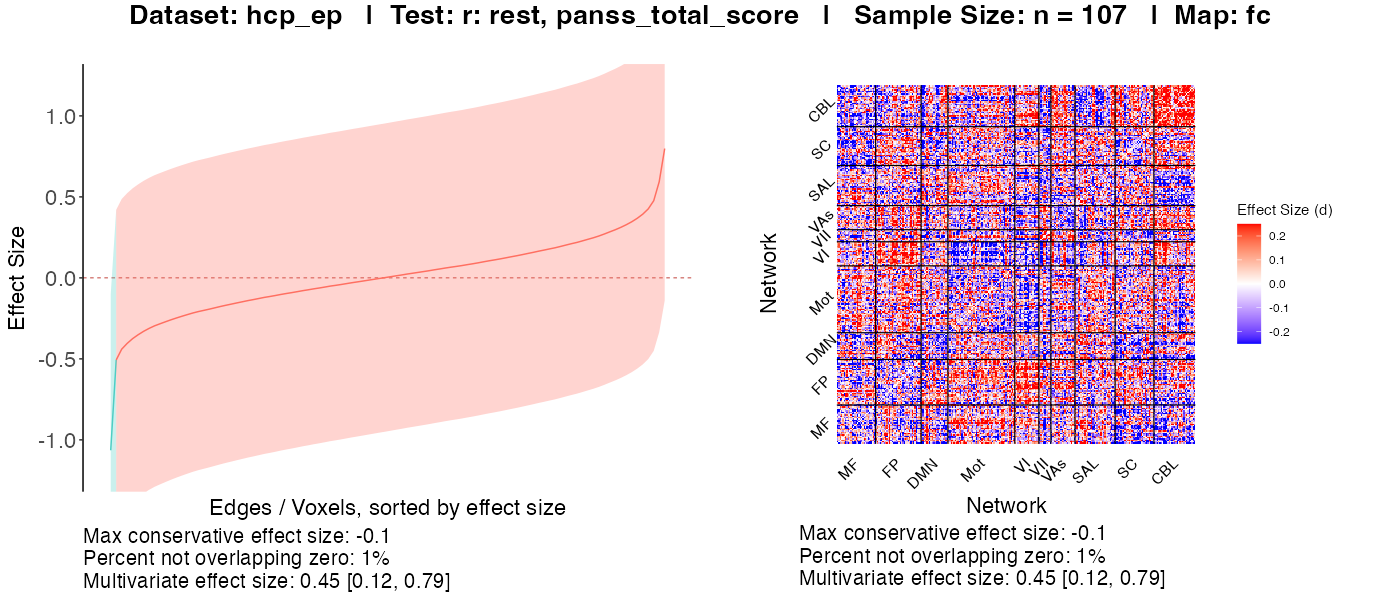 Dataset: hcp_ep | Test: r: rest, panss_total_score | Sample Size: n = 107 | Map: fc
Effect Size
1.0
0.5
0.0
-0.5
-1.0
Edges / Voxels, sorted by effect size
Max conservative effect size: -0.1
Percent not overlapping zero: 1%
Multivariate effect size: 0.45 [0.12, 0.79]
Network
CBL
SC
SAL
VAs
VII
VI
Mot
DMN
FP
MF
MF
FP
DMN
Mot
VI
VII
VAs
SAL
SC
CBL
Network
Effect Size (d)
0.2
0.1
0.0
-0.1
-0.2
Max conservative effect size: -0.1
Percent not overlapping zero: 1%
Multivariate effect size: 0.45 [0.12, 0.79]